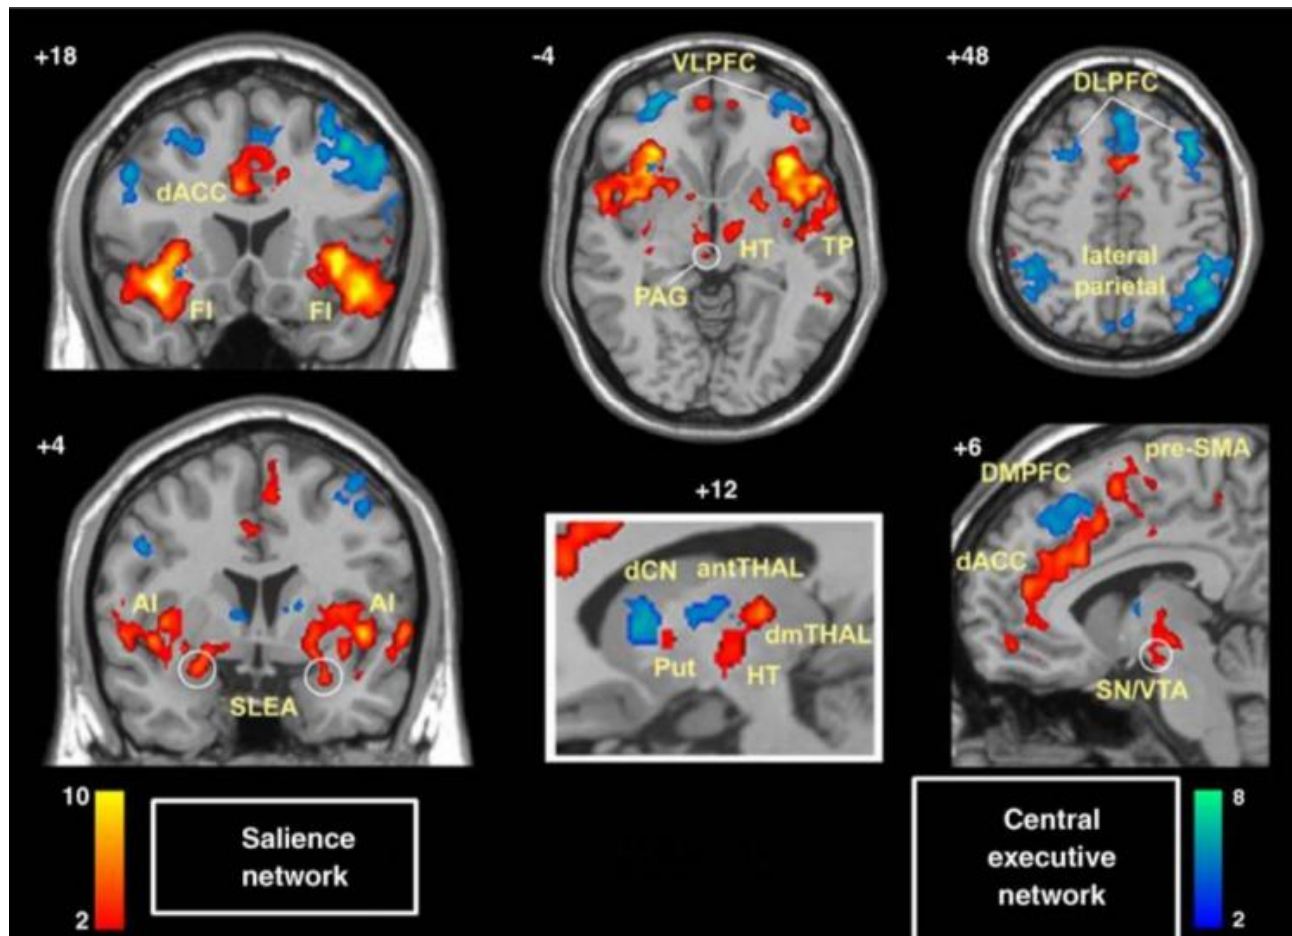 +18
dACC
FI
FI
-4
VLPFC
HT
TP
PAG
+48
DLPFC
lateral
parietal
+4
AI
AI
SLEA
+12
dCN
antTHAL
dmTHAL
Put
HT
+6
pre-SMA
DMPFC
dACC
SN/VTA
10
2
Salience
network
Central
executive
network
8
2